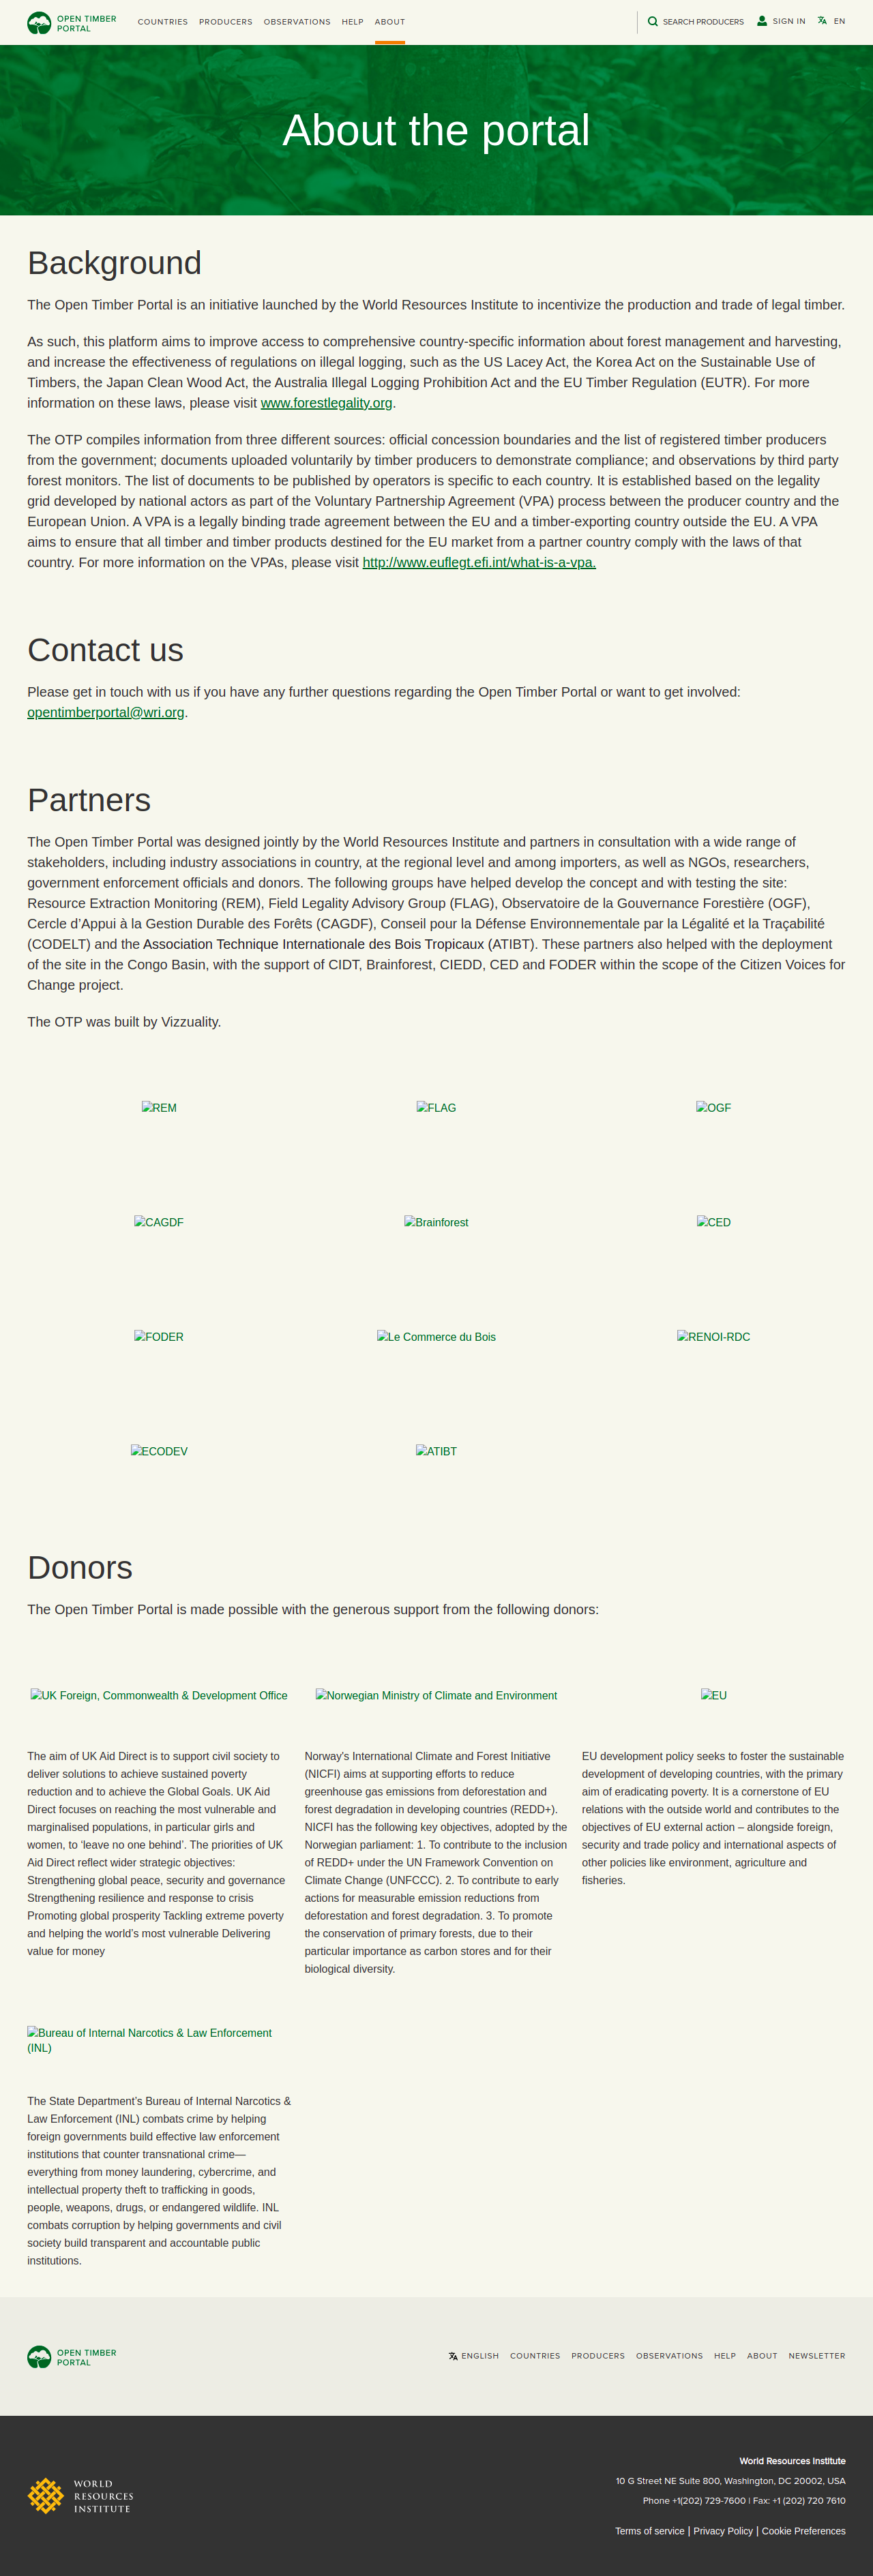 OPEN TIMBER PORTAL
COUNTRIES PRODUCERS OBSERVATIONS HELP ABOUT
SEARCH PRODUCERS SIGN IN EN
About the portal
Background
The Open Timber Portal is an initiative launched by the World Resources Institute to incentivize the production and trade of legal timber.
As such, this platform aims to improve access to comprehensive country-specific information about forest management and harvesting,
and increase the effectiveness of regulations on illegal logging, such as the US Lacey Act, the Korea Act on the Sustainable Use of
Timbers, the Japan Clean Wood Act, the Australia Illegal Logging Prohibition Act and the EU Timber Regulation (EUTR). For more
information on these laws, please visit www.forestlegality.org.
The OTP compiles information from three different sources: official concession boundaries and the list of registered timber producers
from the government; documents uploaded voluntarily by timber producers to demonstrate compliance; and observations by third party
forest monitors. The list of documents to be published by operators is specific to each country. It is established based on the legality
grid developed by national actors as part of the Voluntary Partnership Agreement (VPA) process between the producer country and the
European Union. A VPA is a legally binding trade agreement between the EU and a timber-exporting country outside the EU. A VPA
aims to ensure that all timber and timber products destined for the EU market from a partner country comply with the laws of that
country. For more information on the VPAs, please visit http://www.euflegt.efi.int/what-is-a-vpa.
Contact us
Please get in touch with us if you have any further questions regarding the Open Timber Portal or want to get involved:
opentimberportal@wri.org.
Partners
The Open Timber Portal was designed jointly by the World Resources Institute and partners in consultation with a wide range of
stakeholders, including industry associations in country, at the regional level and among importers, as well as NGOs, researchers,
government enforcement officials and donors. The following groups have helped develop the concept and with testing the site:
Resource Extraction Monitoring (REM), Field Legality Advisory Group (FLAG), Observatoire de la Gouvernance Forestière (OGF),
Cercle d’Appui à la Gestion Durable des Forêts (CAGDF), Conseil pour la Défense Environnementale par la Légalité et la Traçabilité
(CODELT) and the Association Technique Internationale des Bois Tropicaux (ATIBT). These partners also helped with the deployment
of the site in the Congo Basin, with the support of CIDT, Brainforest, CIEDD, CED and FODER within the scope of the Citizen Voices for
Change project.
The OTP was built by Vizzuality.
REM FLAG OGF
CAGDF Brainforest CED
FODER Le Commerce du Bois RENOI-RDC
ECODEV ATIBT
Donors
The Open Timber Portal is made possible with the generous support from the following donors:
UK Foreign, Commonwealth & Development Office
The aim of UK Aid Direct is to support civil society to
deliver solutions to achieve sustained poverty
reduction and to achieve the Global Goals. UK Aid
Direct focuses on reaching the most vulnerable and
marginalised populations, in particular girls and
women, to ‘leave no one behind’. The priorities of UK
Aid Direct reflect wider strategic objectives:
Strengthening global peace, security and governance
Strengthening resilience and response to crisis
Promoting global prosperity Tackling extreme poverty
and helping the world’s most vulnerable Delivering
value for money
Norwegian Ministry of Climate and Environment
Norway's International Climate and Forest Initiative
(NICFI) aims at supporting efforts to reduce
greenhouse gas emissions from deforestation and
forest degradation in developing countries (REDD+).
NICFI has the following key objectives, adopted by the
Norwegian parliament: 1. To contribute to the inclusion
of REDD+ under the UN Framework Convention on
Climate Change (UNFCCC). 2. To contribute to early
actions for measurable emission reductions from
deforestation and forest degradation. 3. To promote
the conservation of primary forests, due to their
particular importance as carbon stores and for their
biological diversity.
EU
EU development policy seeks to foster the sustainable
development of developing countries, with the primary
aim of eradicating poverty. It is a cornerstone of EU
relations with the outside world and contributes to the
objectives of EU external action – alongside foreign,
security and trade policy and international aspects of
other policies like environment, agriculture and
fisheries.
Bureau of Internal Narcotics & Law Enforcement
(INL)
The State Department’s Bureau of Internal Narcotics &
Law Enforcement (INL) combats crime by helping
foreign governments build effective law enforcement
institutions that counter transnational crime—
everything from money laundering, cybercrime, and
intellectual property theft to trafficking in goods,
people, weapons, drugs, or endangered wildlife. INL
combats corruption by helping governments and civil
society build transparent and accountable public
institutions.
OPEN TIMBER PORTAL
ENGLISH COUNTRIES PRODUCERS OBSERVATIONS HELP ABOUT NEWSLETTER
WORLD
RESOURCES
INSTITUTE
World Resources Institute
10 G Street NE Suite 800, Washington, DC 20002, USA
Phone +1(202) 729-7600 | Fax: +1 (202) 720 7610
Terms of service | Privacy Policy | Cookie Preferences